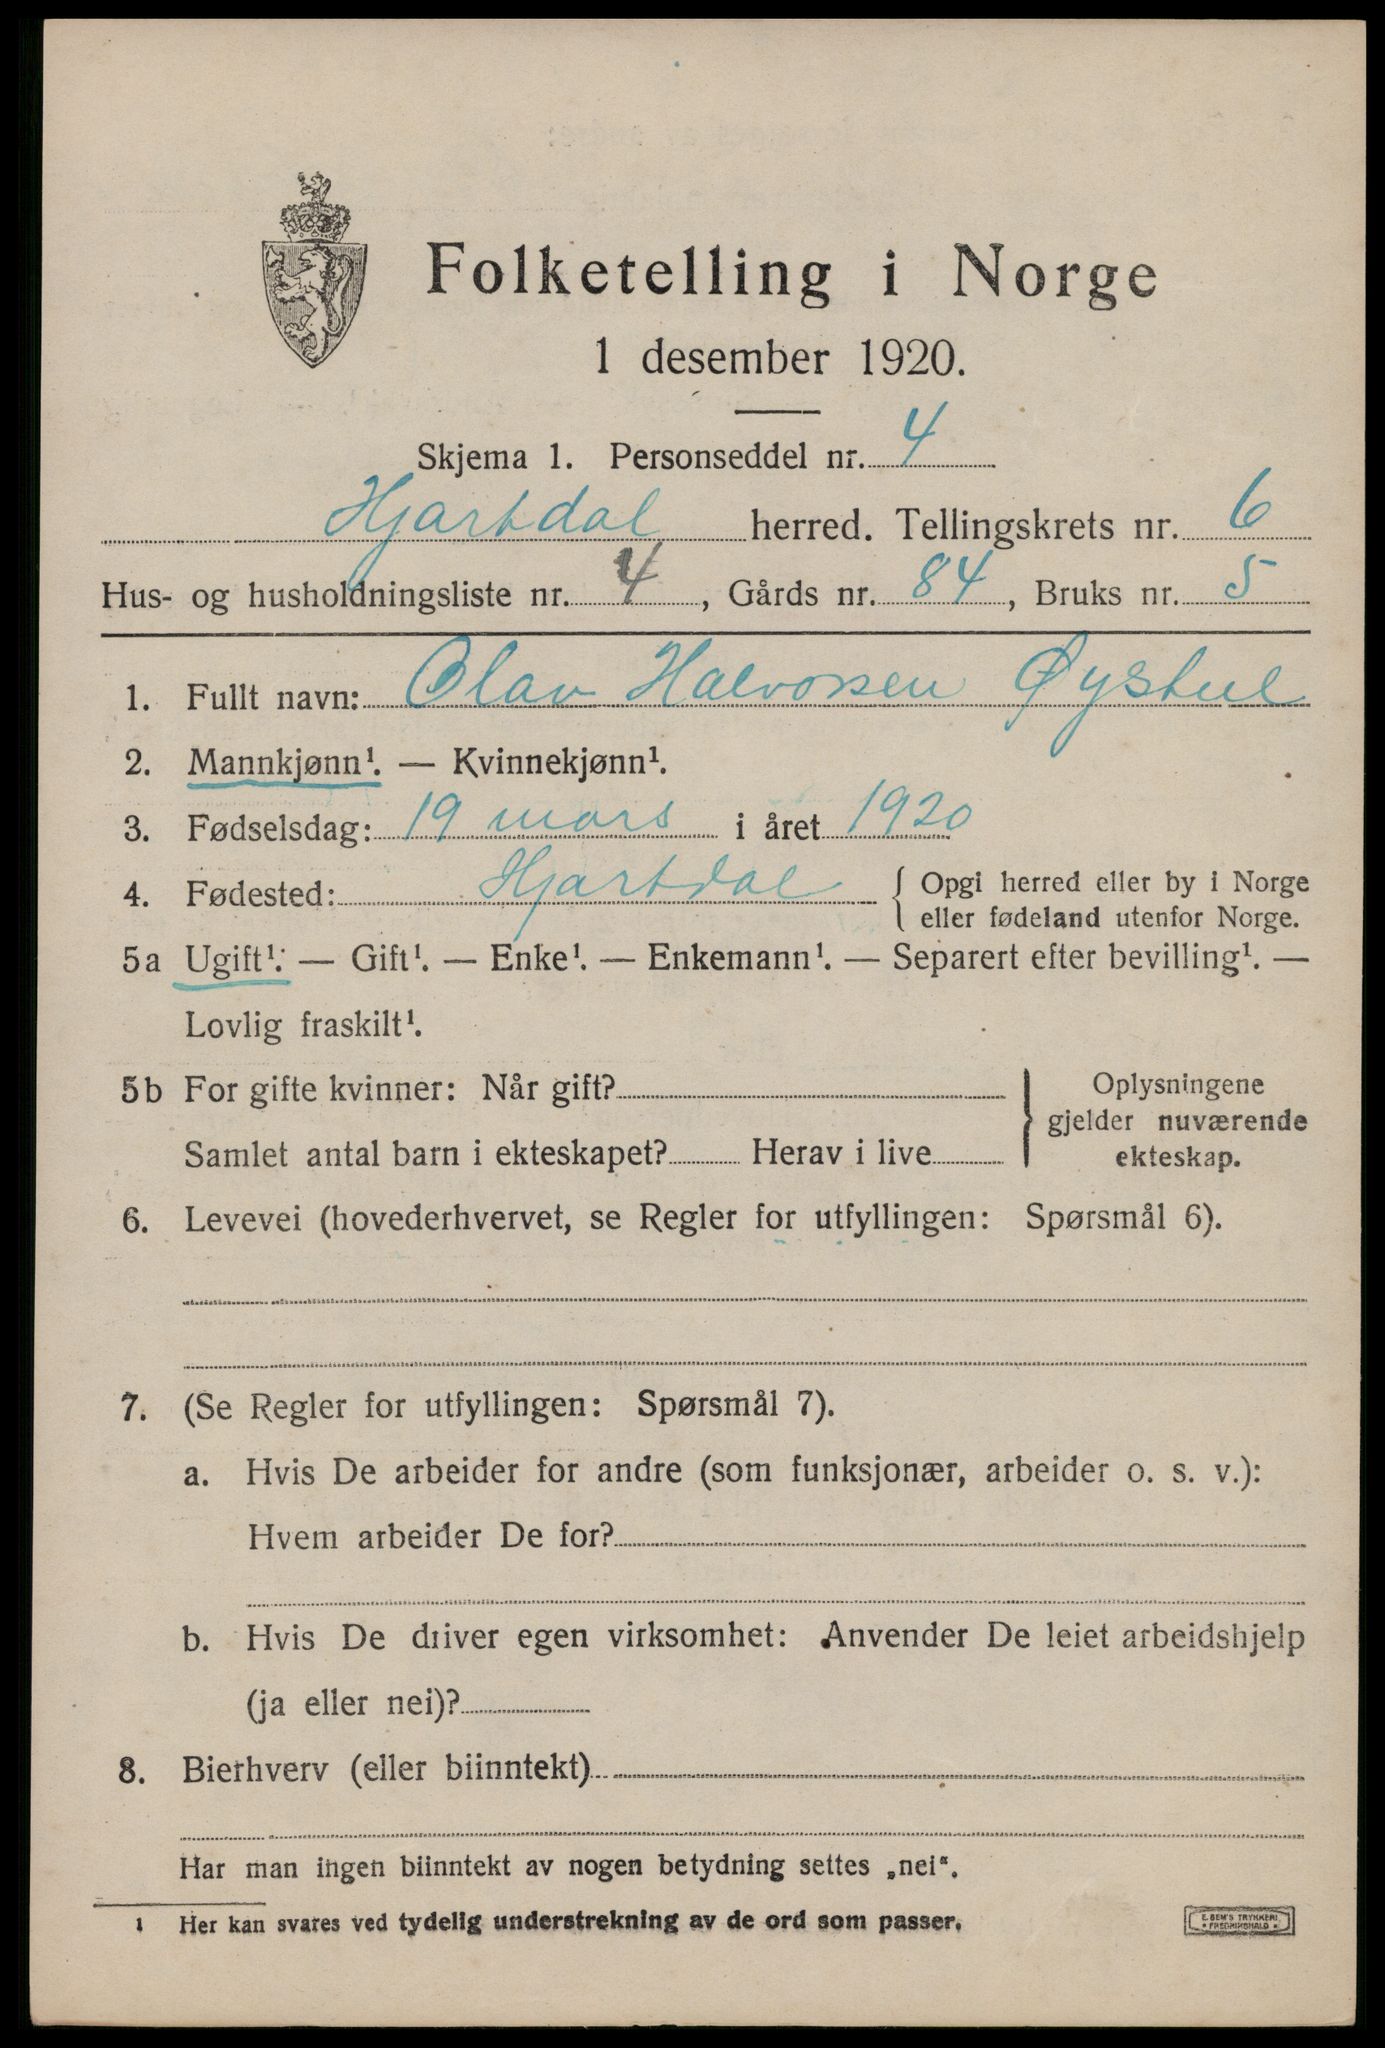 Folketelling i Norge
1 desember 1920.
Skjema 1. Personseddel nr. 4
Hjartdal herred. Tellingskrets nr. 6
Hus- og husholdningsliste nr. 4, Gårds nr. 84, Bruks nr. 5
1. Fullt navn: Olav Halvorsen Øystul
2. Mannkjønn¹. — Kvinnekjønn¹.
3. Fødselsdag: 19 mars i året 1920
4. Fødested: Hjartdal { Opgi herred eller by i Norge
eller fødeland utenfor Norge.
5a Ugift¹. — Gift¹. — Enke¹. — Enkemann¹. — Separert efter bevilling¹. —
Lovlig fraskilt¹.
5b For gifte kvinner: Når gift? Oplysningene
gjelder nuværende
Samlet antal barn i ekteskapet? Herav i live ekteskap.
6. Levevei (hovederhvervet, se Regler for utfyllingen: Spørsmål 6).
7. (Se Regler for utfyllingen: Spørsmål 7).
a. Hvis De arbeider for andre (som funksjonær, arbeider o. s. v.):
Hvem arbeider De for?
b. Hvis De driver egen virksomhet: Anvender De leiet arbeidshjelp
(ja eller nei)?
8. Bierhverv (eller biinntekt)
Har man ingen biinntekt av nogen betydning settes „nei“.
1 Her kan svares ved tydelig understrekning av de ord som passer.
E. SEM'S TRYKKERI
• FREDRIKSHALD •